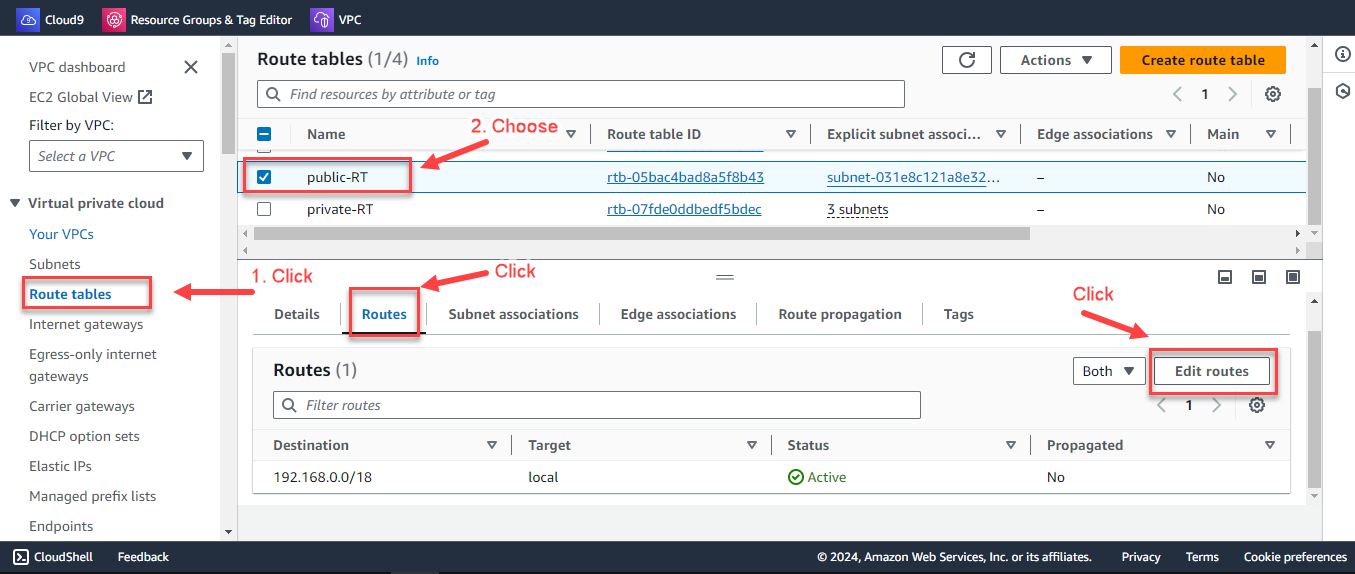 Cloud9 Resource Groups & Tag Editor VPC
VPC dashboard
EC2 Global View
Filter by VPC:
Select a VPC
Virtual private cloud
Your VPCs
Subnets
Route tables
Internet gateways
Egress-only internet
gateways
Carrier gateways
DHCP option sets
Elastic IPs
Managed prefix lists
Endpoints
1. Click
Route tables (1/4) Info
Actions
Create route table
Find resources by attribute or tag
1
2. Choose
Name Route table ID Explicit subnet associ... Edge associations Main
public-RT rtb-05bac4bad8a5f8b43 subnet-031e8c121a8e32... – No
private-RT rtb-07fde0ddbedf5bdec 3 subnets – No
Click
Click
Details Routes Subnet associations Edge associations Route propagation Tags
Routes (1)
Both
Edit routes
Filter routes
1
Destination Target Status Propagated
192.168.0.0/18 local Active No
CloudShell Feedback © 2024, Amazon Web Services, Inc. or its affiliates. Privacy Terms Cookie preferences